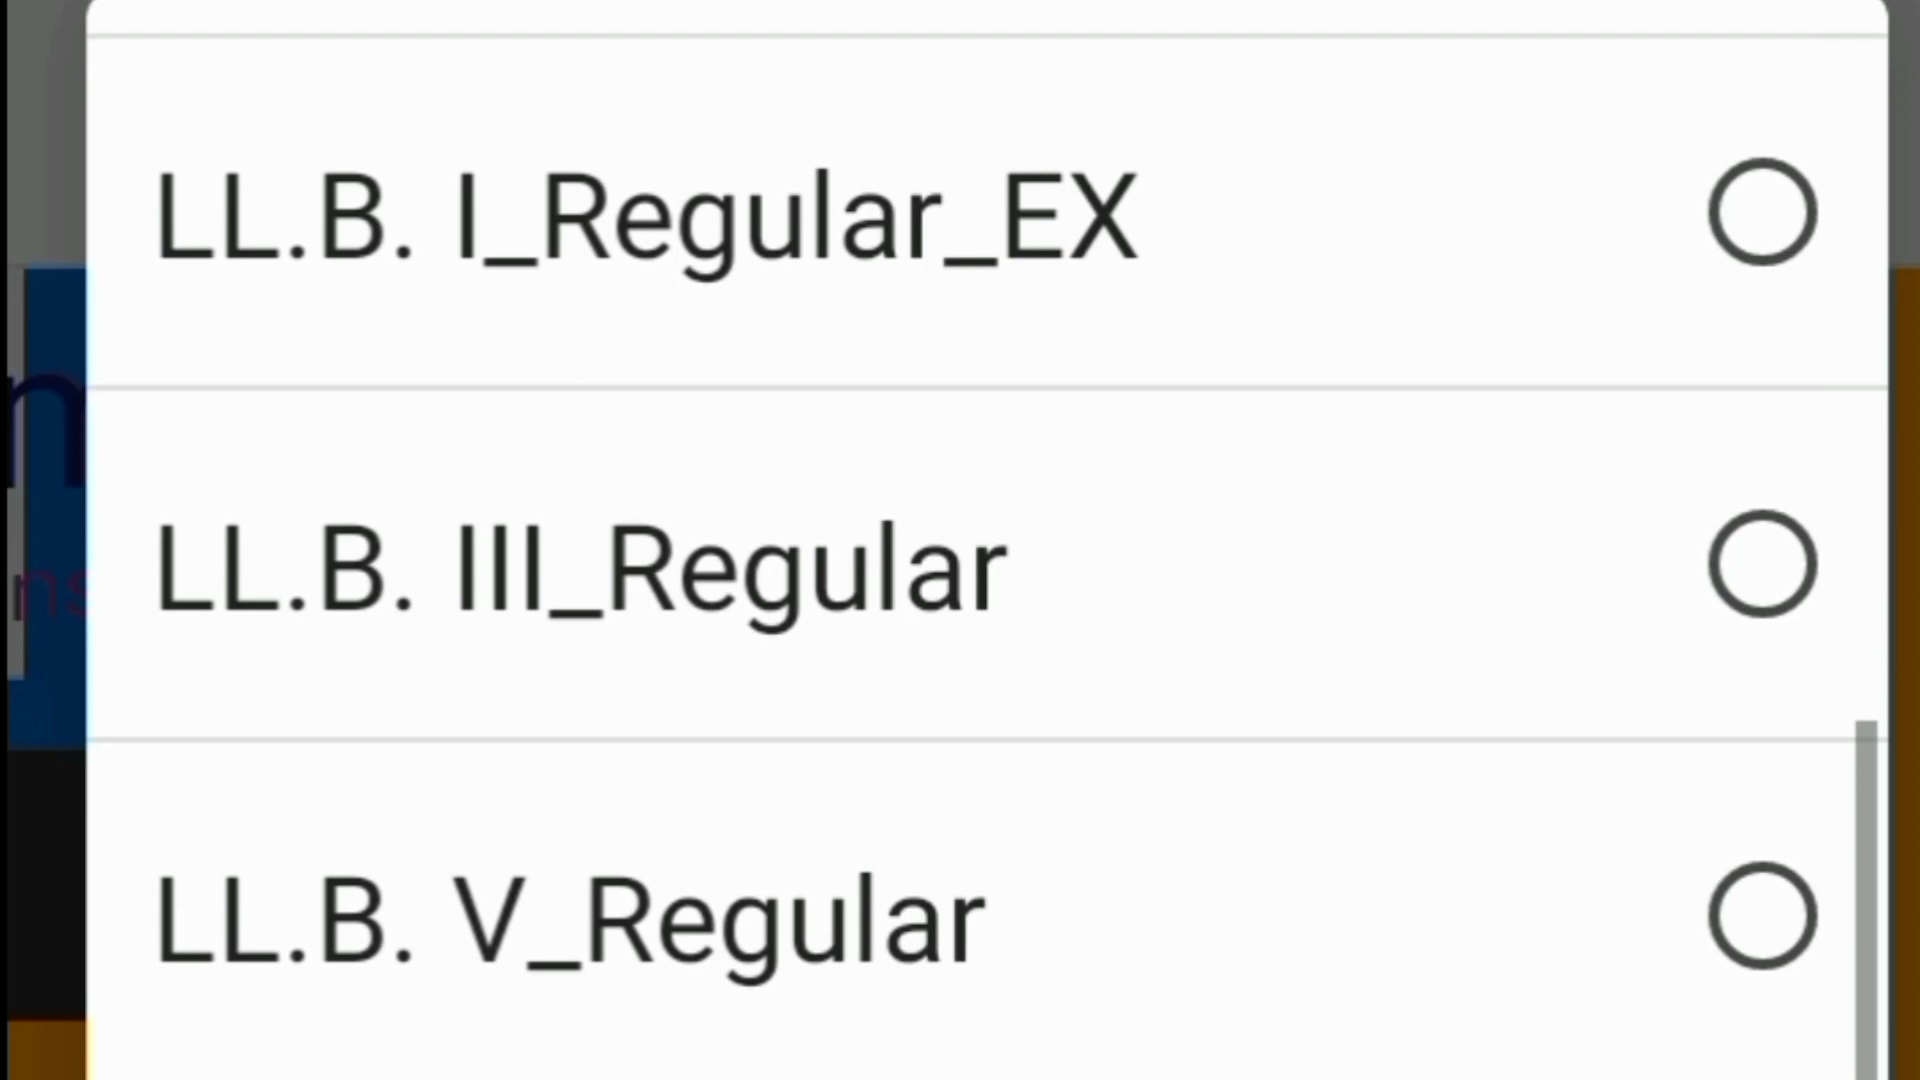 LL.B. I_Regular_EX
LL.B. III_Regular
LL.B. V_Regular